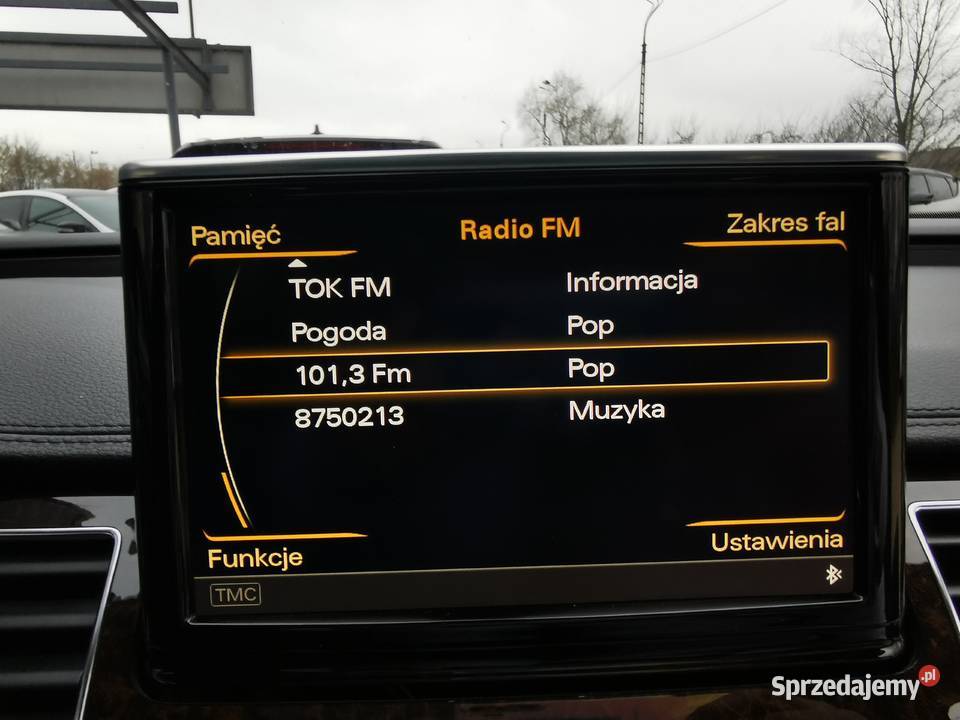 Pamięć Radio FM Zakres fal
TOK FM Informacja
Pogoda Pop
101,3 Fm Pop
8750213 Muzyka
Funkcje Ustawienia
TMC
Sprzedajemy.pl